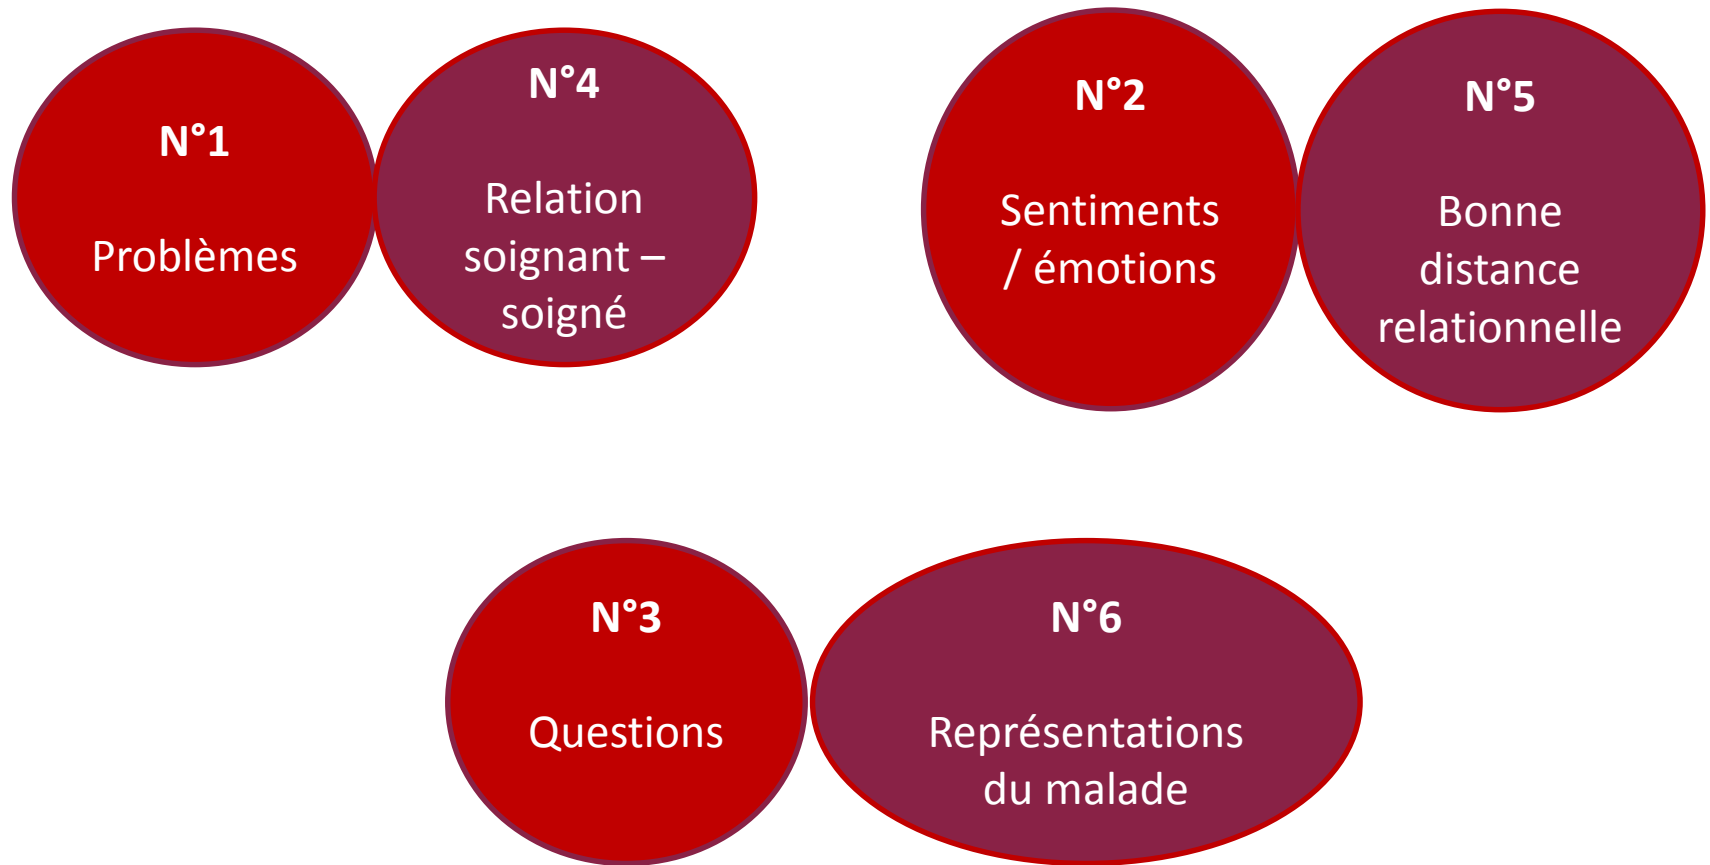 N°1
Problèmes
N°4
Relation
soignant –
soigné
N°2
Sentiments
/ émotions
N°5
Bonne
distance
relationnelle
N°3
Questions
N°6
Représentations
du malade